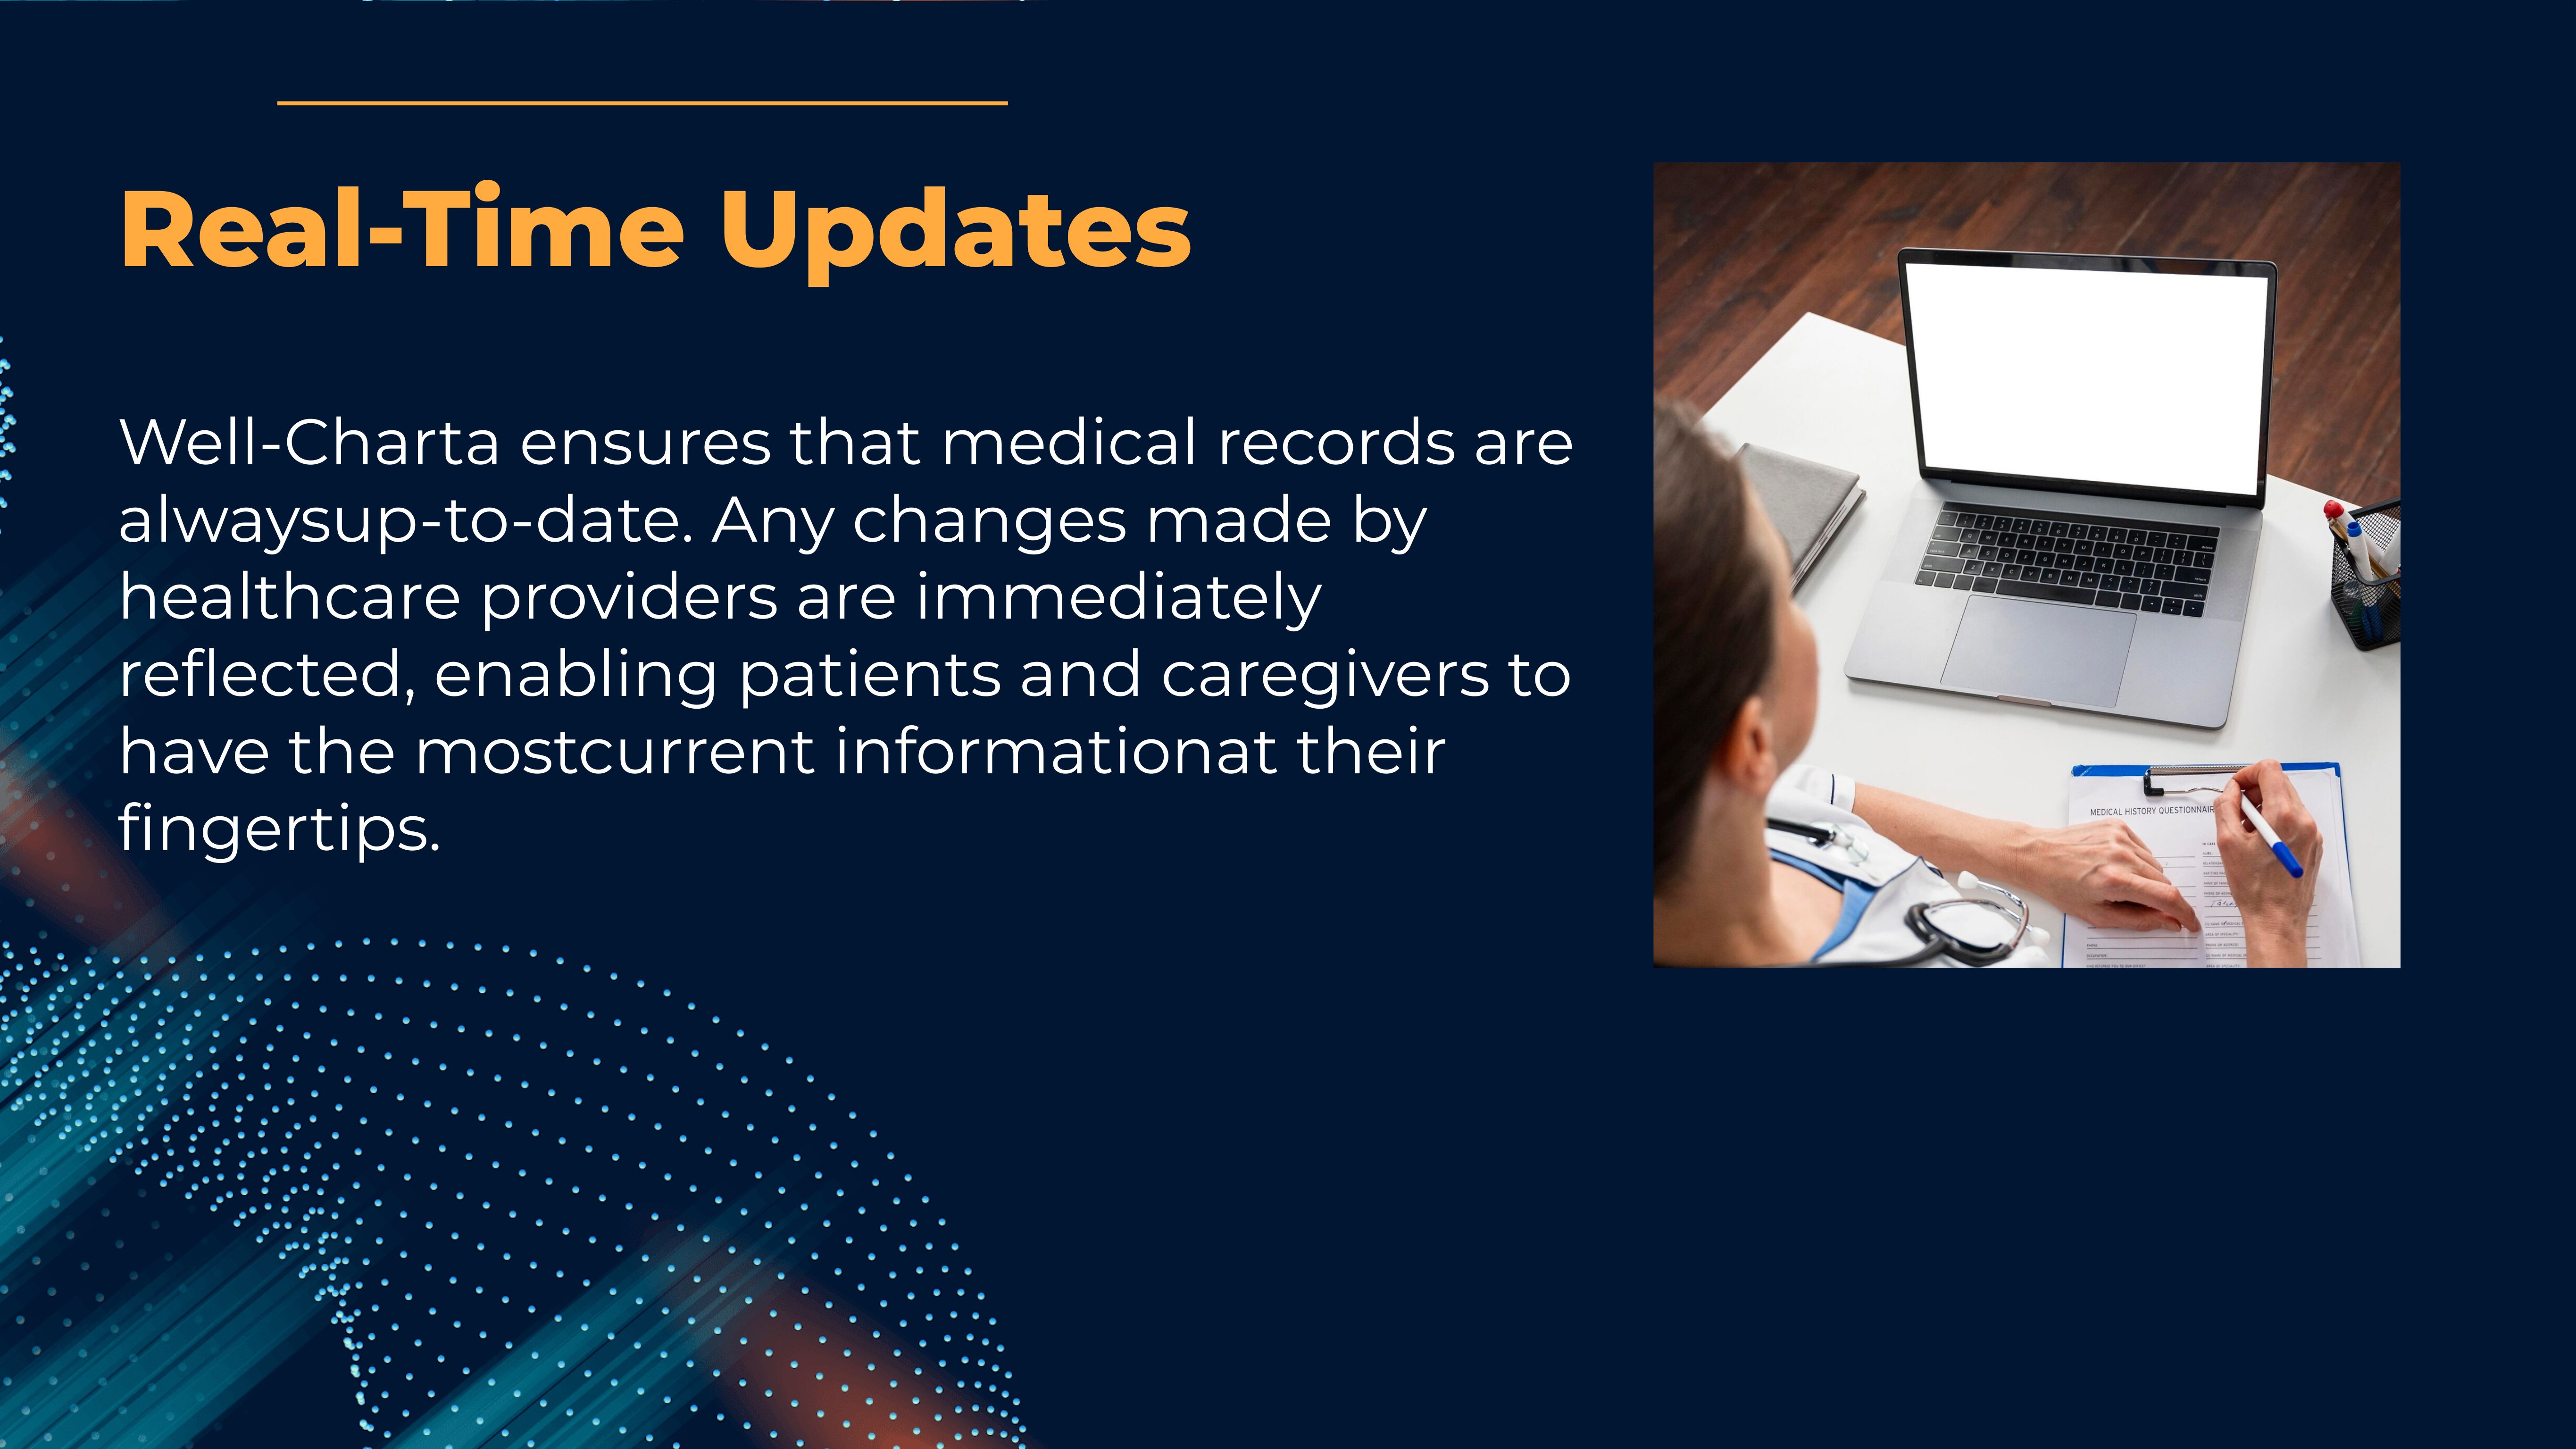 Real-Time Updates
Well-Charta ensures that medical records are
alwaysup-to-date. Any changes made by
healthcare providers are immediately
reflected, enabling patients and caregivers to
have the mostcurrent informationat their
fingertips.
MEDICAL HISTORY QUESTIONNAIR